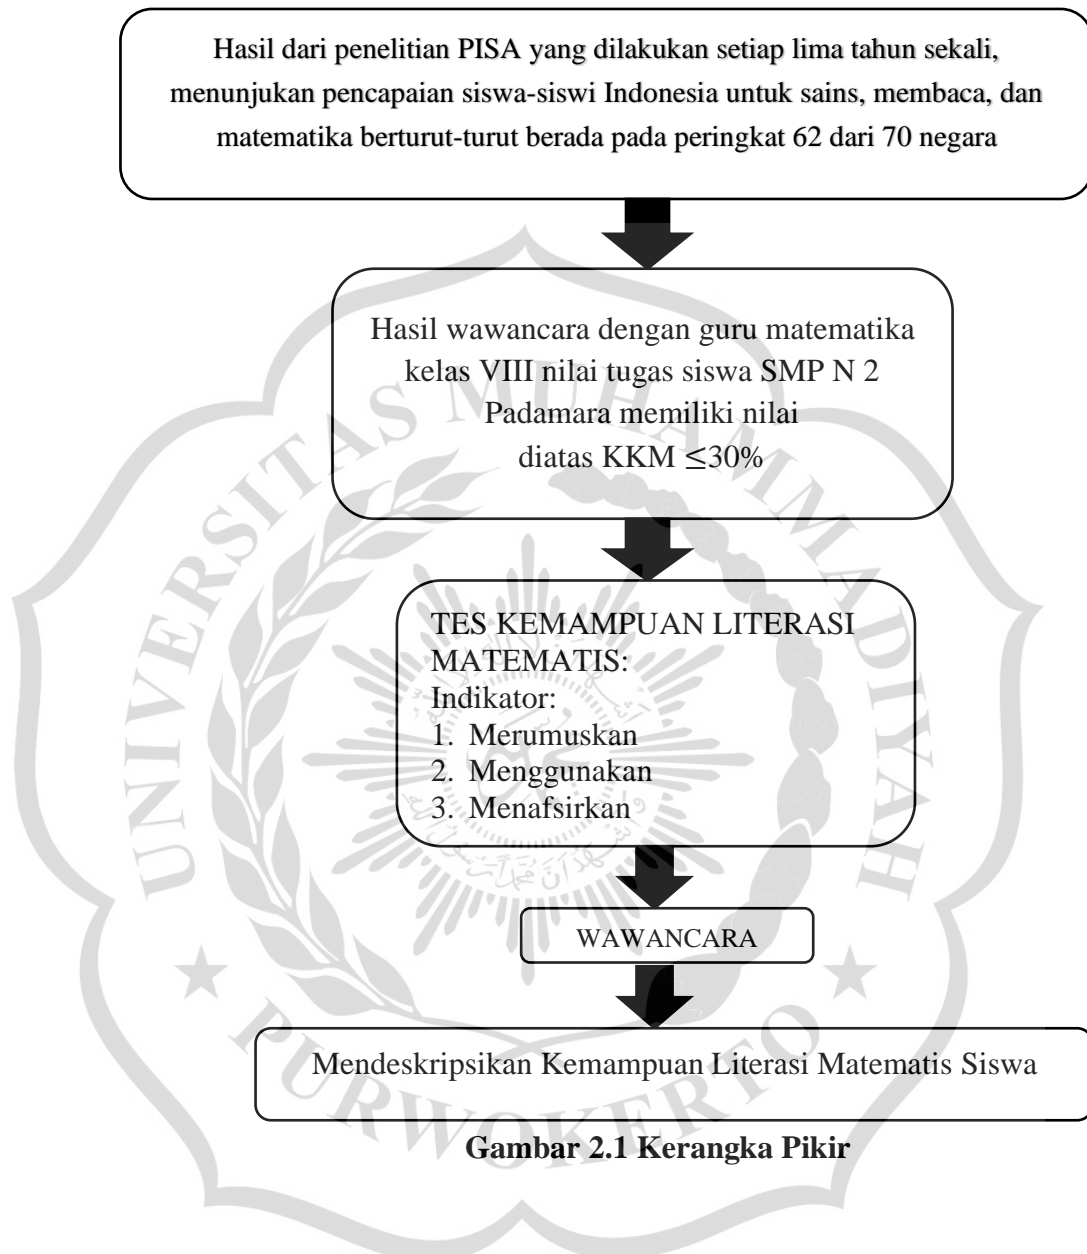 Hasil dari penelitian PISA yang dilakukan setiap lima tahun sekali,
menunjukan pencapaian siswa-siswi Indonesia untuk sains, membaca, dan
matematika berturut-turut berada pada peringkat 62 dari 70 negara
Hasil wawancara dengan guru matematika
kelas VIII nilai tugas siswa SMP N 2
Padamara memiliki nilai
diatas KKM ≤30%
TES KEMAMPUAN LITERASI
MATEMATIS:
Indikator:
1. Merumuskan
2. Menggunakan
3. Menafsirkan
WAWANCARA
Mendeskripsikan Kemampuan Literasi Matematis Siswa
Gambar 2.1 Kerangka Pikir
UNIVERSITAS MUHAMMADIYAH
PURWOKERTO